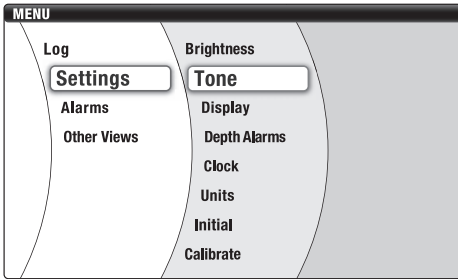 MENU
Log
Settings
Alarms
Other Views
Brightness
Tone
Display
Depth Alarms
Clock
Units
Initial
Calibrate